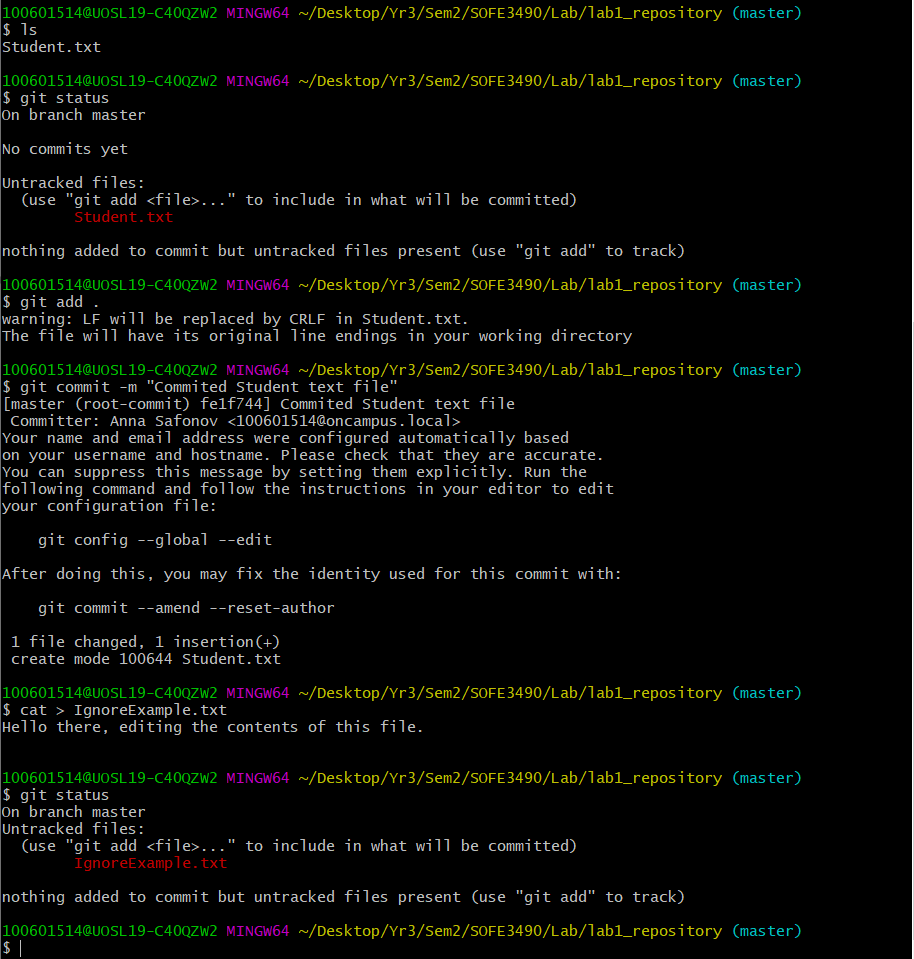 100601514@UOSL19-C40QZW2 MINGW64 ~/Desktop/Yr3/Sem2/SOFE3490/Lab/lab1_repository (master)
$ ls
Student.txt

100601514@UOSL19-C40QZW2 MINGW64 ~/Desktop/Yr3/Sem2/SOFE3490/Lab/lab1_repository (master)
$ git status
On branch master

No commits yet

Untracked files:
  (use "git add <file>..." to include in what will be committed)
        Student.txt

nothing added to commit but untracked files present (use "git add" to track)

100601514@UOSL19-C40QZW2 MINGW64 ~/Desktop/Yr3/Sem2/SOFE3490/Lab/lab1_repository (master)
$ git add .
warning: LF will be replaced by CRLF in Student.txt.
The file will have its original line endings in your working directory

100601514@UOSL19-C40QZW2 MINGW64 ~/Desktop/Yr3/Sem2/SOFE3490/Lab/lab1_repository (master)
$ git commit -m "Commited Student text file"
[master (root-commit) fe1f744] Commited Student text file
 Committer: Anna Safonov <100601514@oncampus.local>
Your name and email address were configured automatically based
on your username and hostname. Please check that they are accurate.
You can suppress this message by setting them explicitly. Run the
following command and follow the instructions in your editor to edit
your configuration file:

    git config --global --edit

After doing this, you may fix the identity used for this commit with:

    git commit --amend --reset-author

 1 file changed, 1 insertion(+)
 create mode 100644 Student.txt

100601514@UOSL19-C40QZW2 MINGW64 ~/Desktop/Yr3/Sem2/SOFE3490/Lab/lab1_repository (master)
$ cat > IgnoreExample.txt
Hello there, editing the contents of this file.

100601514@UOSL19-C40QZW2 MINGW64 ~/Desktop/Yr3/Sem2/SOFE3490/Lab/lab1_repository (master)
$ git status
On branch master
Untracked files:
  (use "git add <file>..." to include in what will be committed)
        IgnoreExample.txt

nothing added to commit but untracked files present (use "git add" to track)

100601514@UOSL19-C40QZW2 MINGW64 ~/Desktop/Yr3/Sem2/SOFE3490/Lab/lab1_repository (master)
$